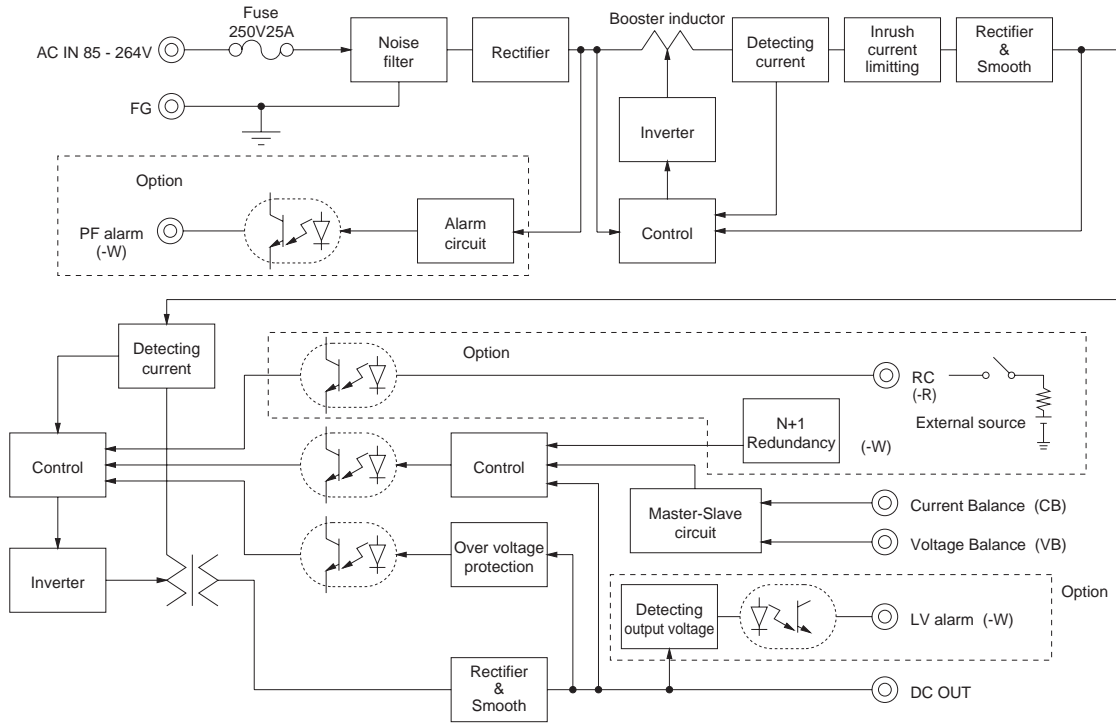 Fuse
250V25A
AC IN 85 - 264V
Noise
filter
Rectifier
Booster inductor
Detecting
current
Inrush
current
limitting
Rectifier
&
Smooth
FG
Inverter
Option
PF alarm
(-W)
Alarm
circuit
Control
Detecting
current
Option
RC
(-R)
External source
N+1
Redundancy
(-W)
Control
Control
Master-Slave
circuit
Current Balance (CB)
Voltage Balance (VB)
Inverter
Over voltage
protection
Option
Detecting
output voltage
LV alarm (-W)
Rectifier
&
Smooth
DC OUT